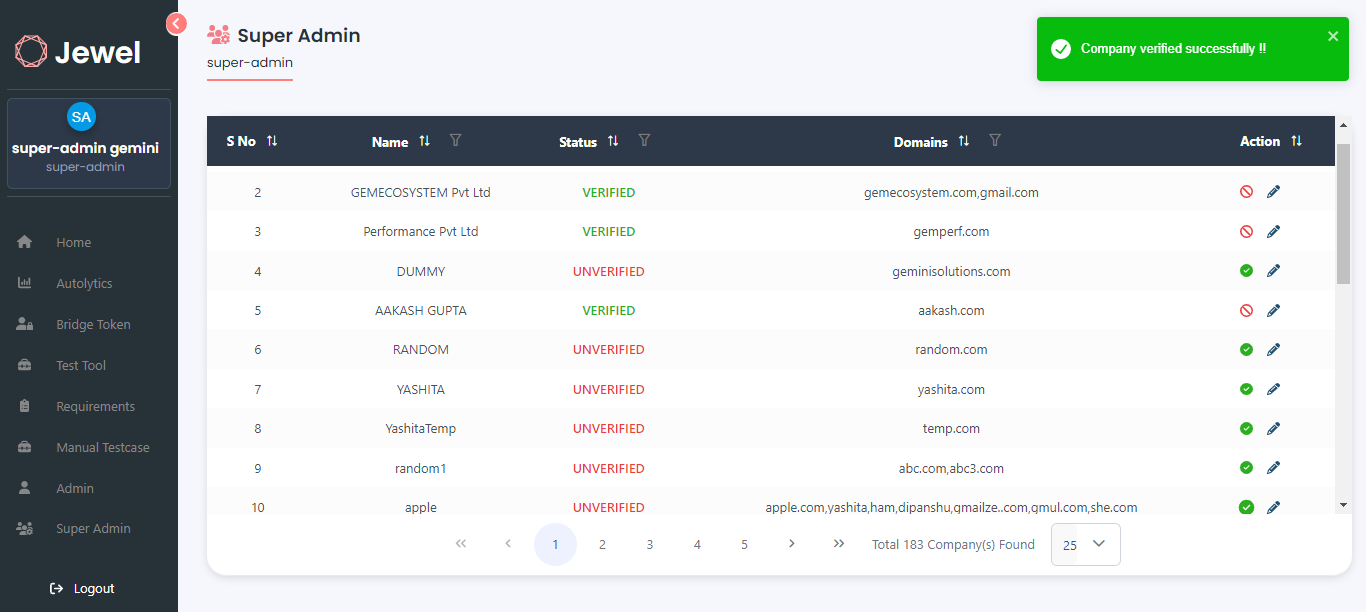 Jewel
SA
super-admin gemini
super-admin
Home
Autolytics
Bridge Token
Test Tool
Requirements
Manual Testcase
Admin
Super Admin
Logout
Super Admin
super-admin
Company verified successfully !!
S No Name Status Domains Action
2 GEMECOSYSTEM Pvt Ltd VERIFIED gemecosystem.com,gmail.com
3 Performance Pvt Ltd VERIFIED gemperf.com
4 DUMMY UNVERIFIED geminisolutions.com
5 AAKASH GUPTA VERIFIED aakash.com
6 RANDOM UNVERIFIED random.com
7 YASHITA UNVERIFIED yashita.com
8 YashitaTemp UNVERIFIED temp.com
9 random1 UNVERIFIED abc.com,abc3.com
10 apple UNVERIFIED apple.com,yashita,ham,dipanshu,gmailze..com,gmul.com,she.com
1 2 3 4 5 Total 183 Company(s) Found 25